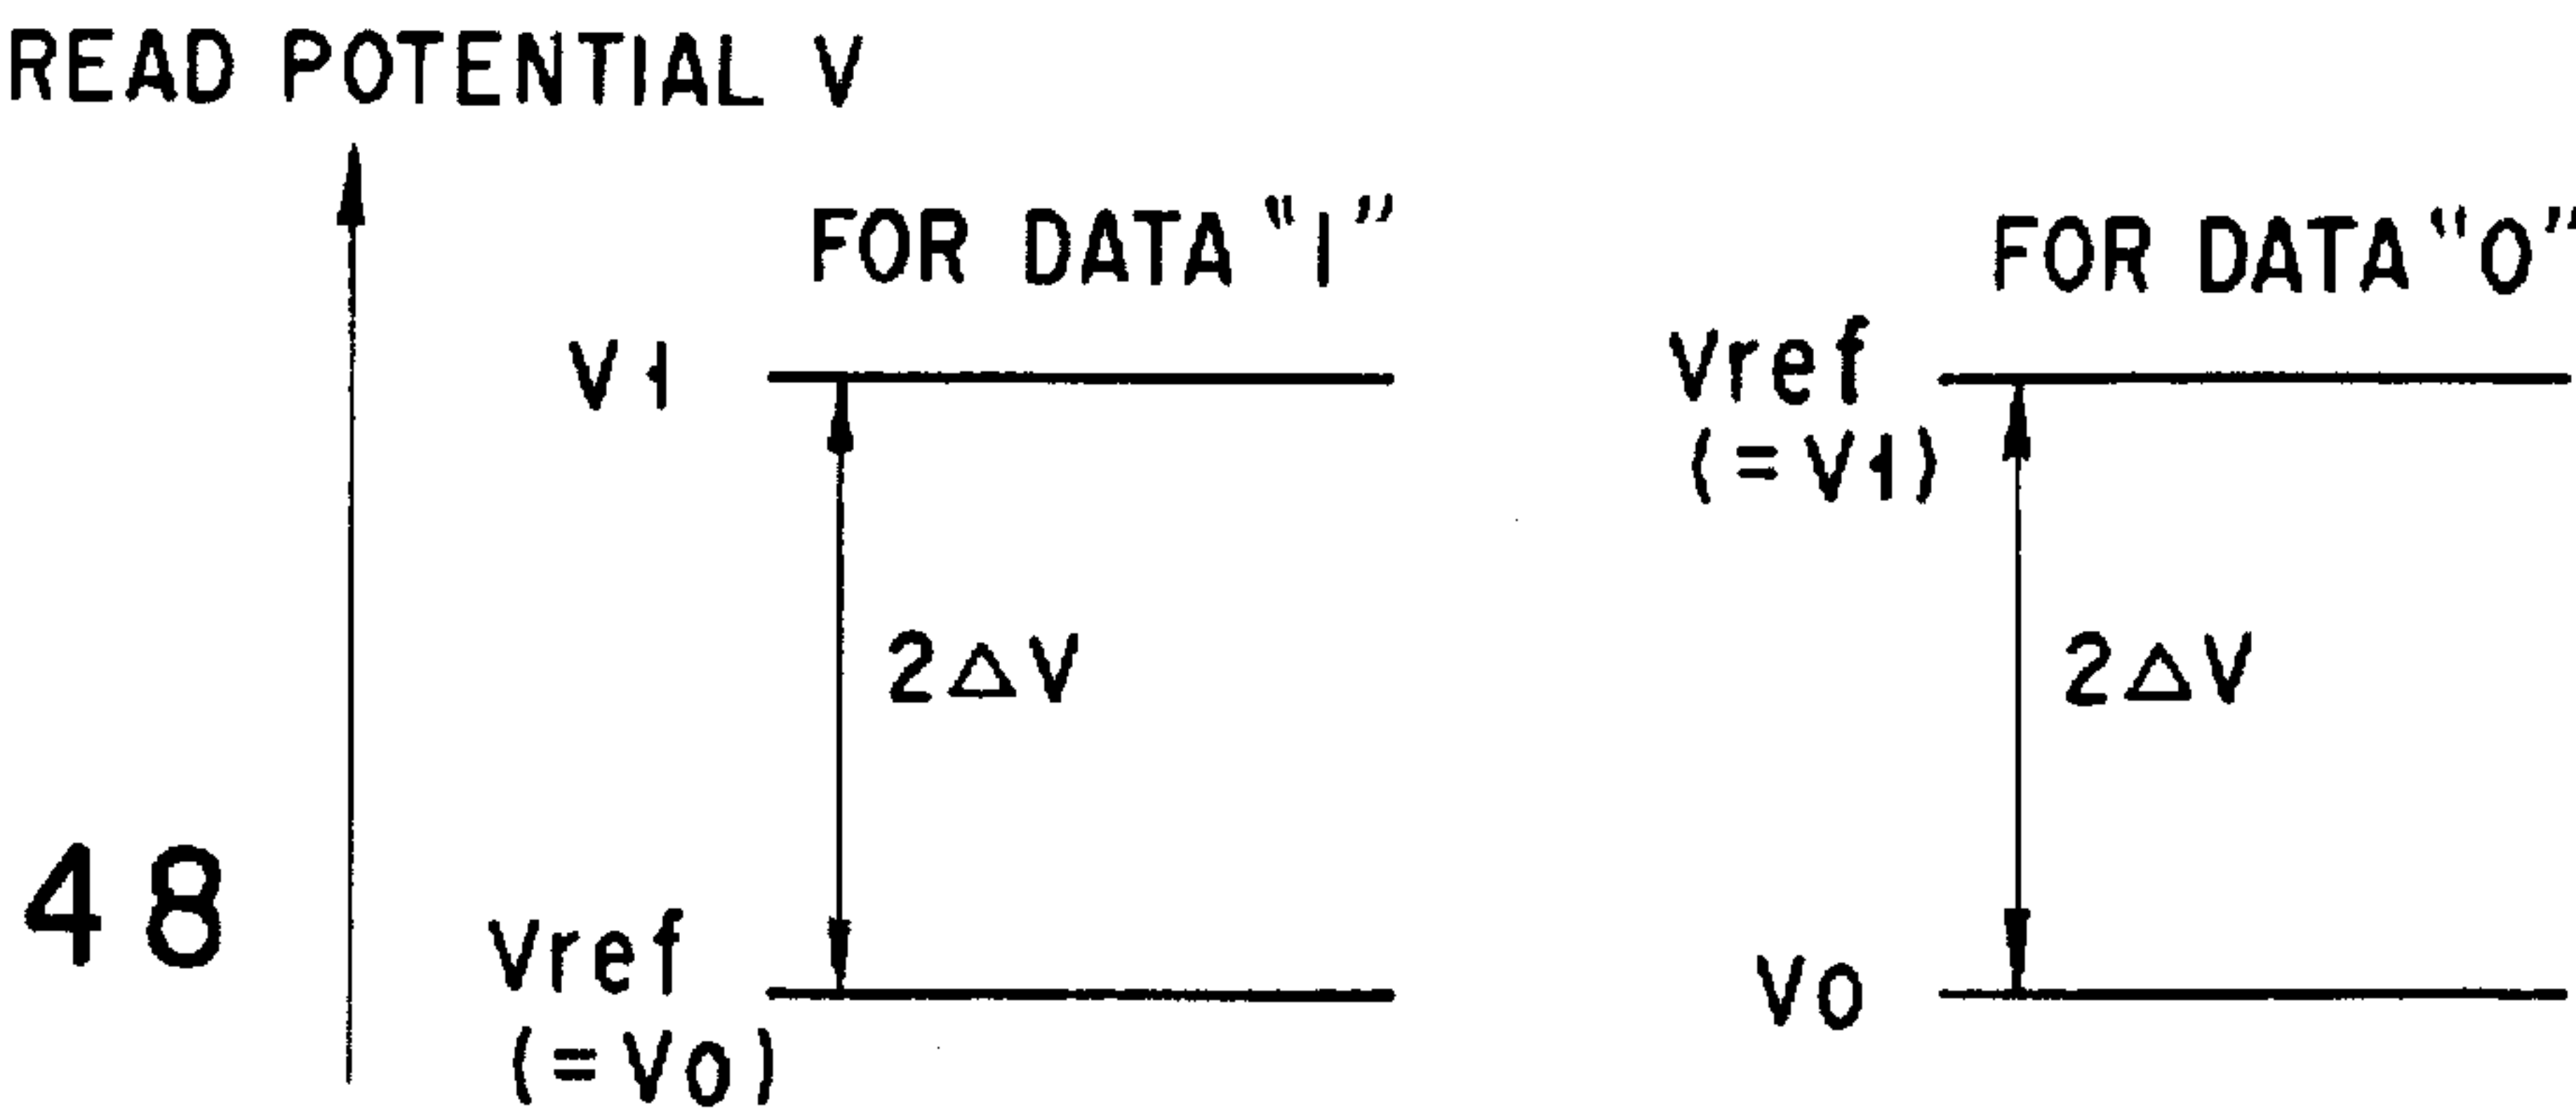 READ POTENTIAL V
FOR DATA "1"
FOR DATA "0"
V1
Vref
(=V1)
2ΔV
2ΔV
48
Vref
(=V0)
V0